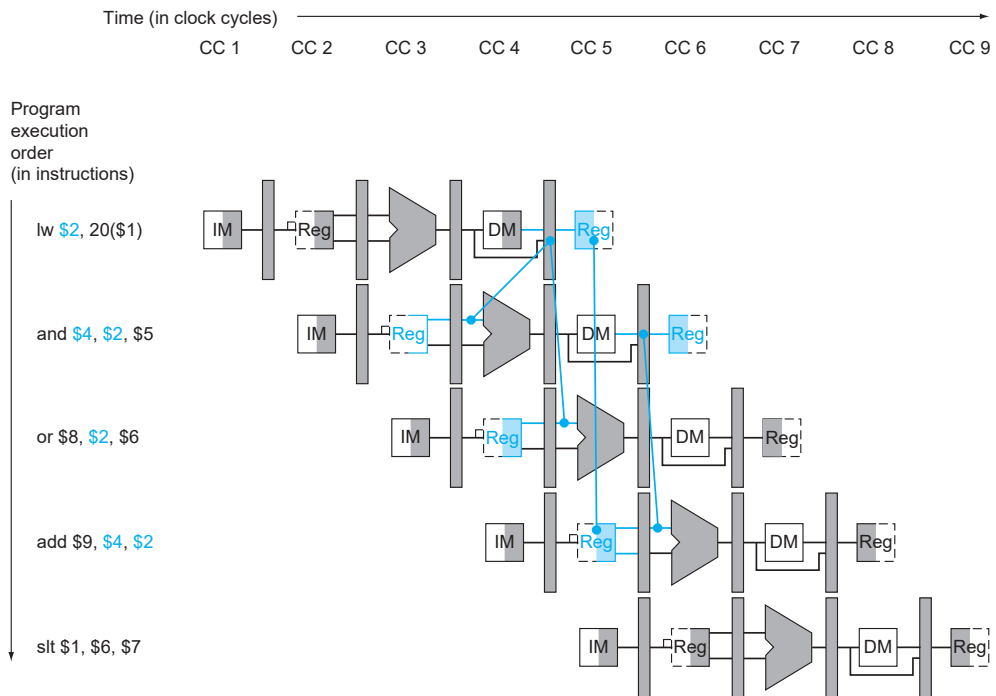 Time (in clock cycles)
CC 1 CC 2 CC 3 CC 4 CC 5 CC 6 CC 7 CC 8 CC 9
Program
execution
order
(in instructions)
lw $2, 20($1) IM Reg DM Reg
and $4, $2, $5 IM Reg DM Reg
or $8, $2, $6 IM Reg DM Reg
add $9, $4, $2 IM Reg DM Reg
slt $1, $6, $7 IM Reg DM Reg